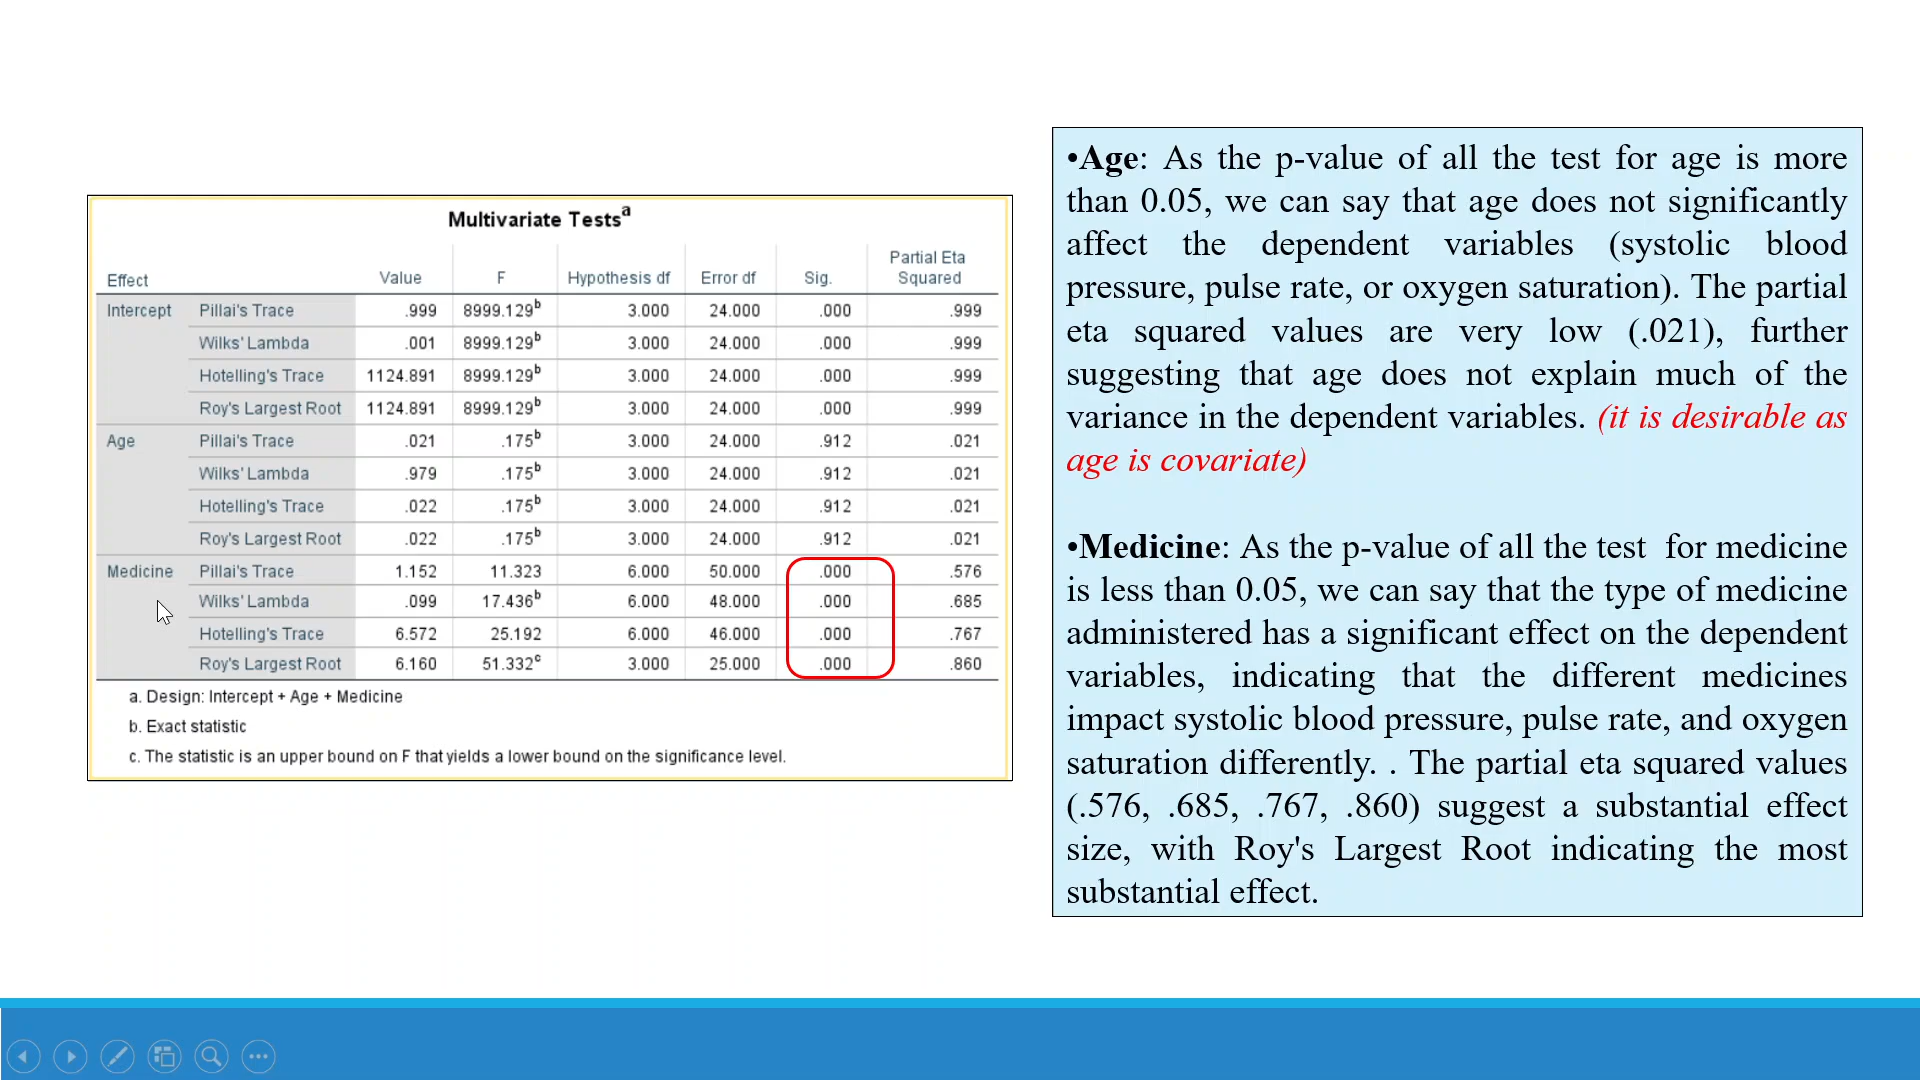 Multivariate Testsa
Effect Value F Hypothesis df Error df Sig. Partial Eta Squared
Intercept Pillai's Trace .999 8999.129b 3.000 24.000 .000 .999
Wilks' Lambda .001 8999.129b 3.000 24.000 .000 .999
Hotelling's Trace 1124.891 8999.129b 3.000 24.000 .000 .999
Roy's Largest Root 1124.891 8999.129b 3.000 24.000 .000 .999
Age Pillai's Trace .021 .175b 3.000 24.000 .912 .021
Wilks' Lambda .979 .175b 3.000 24.000 .912 .021
Hotelling's Trace .022 .175b 3.000 24.000 .912 .021
Roy's Largest Root .022 .175b 3.000 24.000 .912 .021
Medicine Pillai's Trace 1.152 11.323 6.000 50.000 .000 .576
Wilks' Lambda .099 17.436b 6.000 48.000 .000 .685
Hotelling's Trace 6.572 25.192 6.000 46.000 .000 .767
Roy's Largest Root 6.160 51.332c 3.000 25.000 .000 .860
a. Design: Intercept + Age + Medicine
b. Exact statistic
c. The statistic is an upper bound on F that yields a lower bound on the significance level.
•Age: As the p-value of all the test for age is more
than 0.05, we can say that age does not significantly
affect the dependent variables (systolic blood
pressure, pulse rate, or oxygen saturation). The partial
eta squared values are very low (.021), further
suggesting that age does not explain much of the
variance in the dependent variables. (it is desirable as
age is covariate)
•Medicine: As the p-value of all the test for medicine
is less than 0.05, we can say that the type of medicine
administered has a significant effect on the dependent
variables, indicating that the different medicines
impact systolic blood pressure, pulse rate, and oxygen
saturation differently. . The partial eta squared values
(.576, .685, .767, .860) suggest a substantial effect
size, with Roy's Largest Root indicating the most
substantial effect.